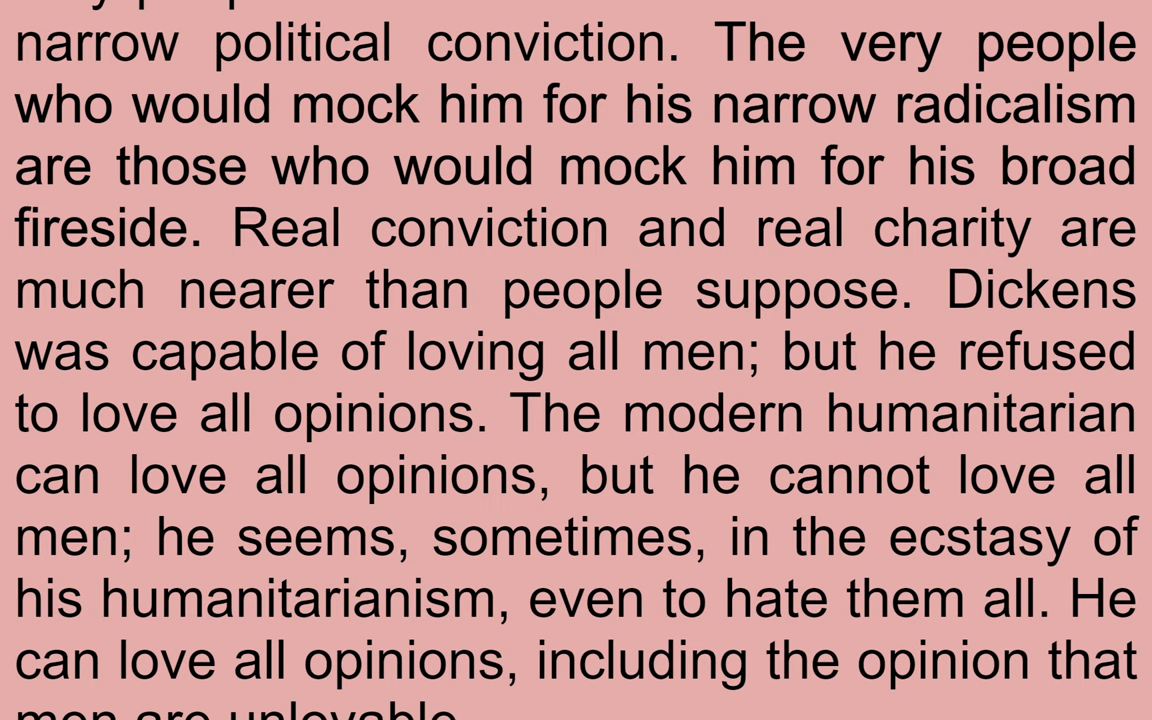 narrow political conviction. The very people
who would mock him for his narrow radicalism
are those who would mock him for his broad
fireside. Real conviction and real charity are
much nearer than people suppose. Dickens
was capable of loving all men; but he refused
to love all opinions. The modern humanitarian
can love all opinions, but he cannot love all
men; he seems, sometimes, in the ecstasy of
his humanitarianism, even to hate them all. He
can love all opinions, including the opinion that
men are unlovable.